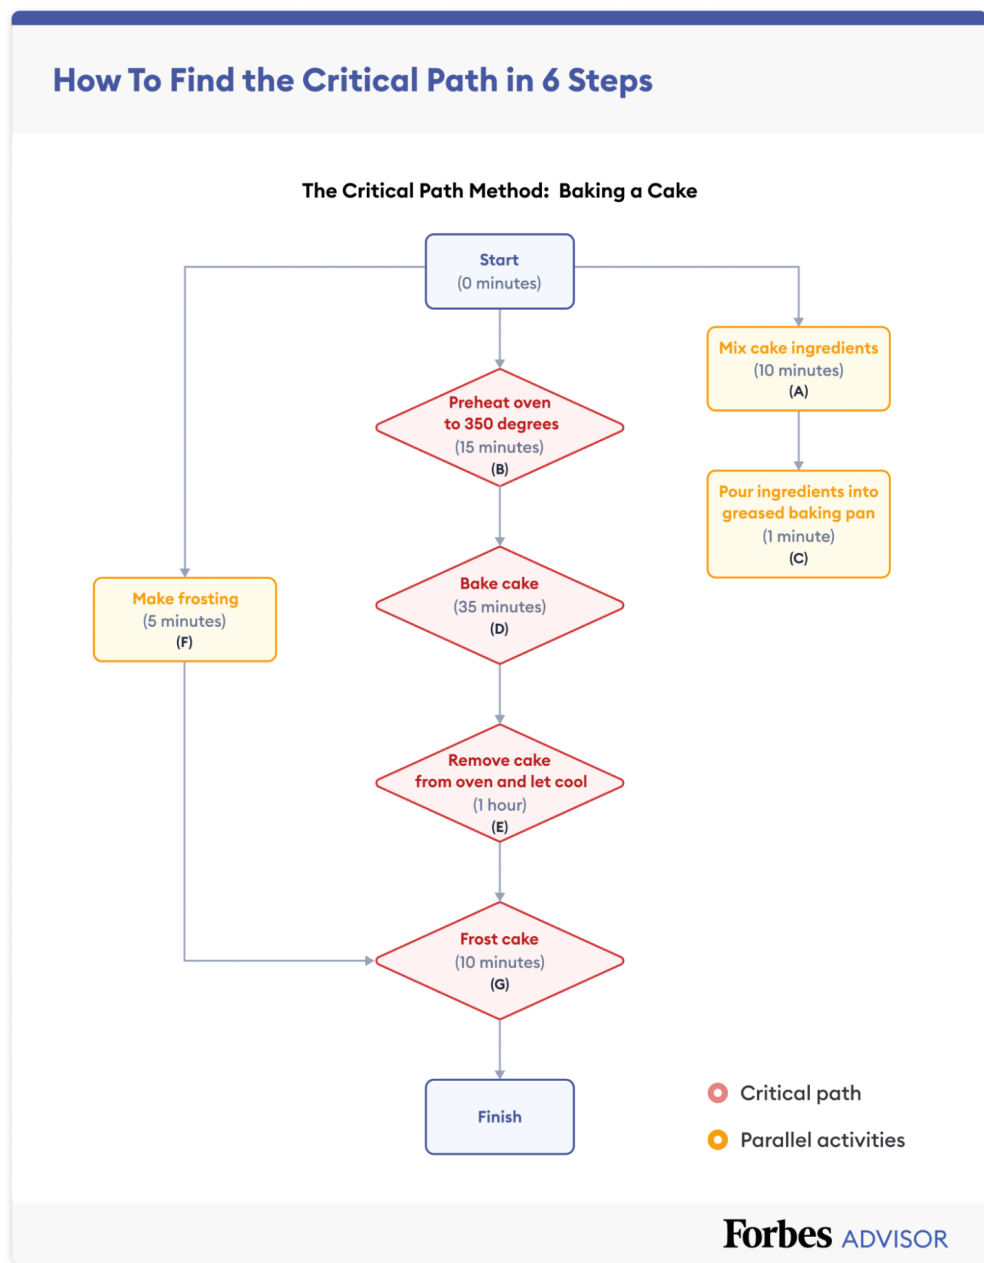 How To Find the Critical Path in 6 Steps
The Critical Path Method: Baking a Cake
Start
(0 minutes)
Mix cake ingredients
(10 minutes)
(A)
Preheat oven
to 350 degrees
(15 minutes)
(B)
Pour ingredients into
greased baking pan
(1 minute)
(C)
Bake cake
(35 minutes)
(D)
Make frosting
(5 minutes)
(F)
Remove cake
from oven and let cool
(1 hour)
(E)
Frost cake
(10 minutes)
(G)
Finish
Critical path
Parallel activities
Forbes ADVISOR